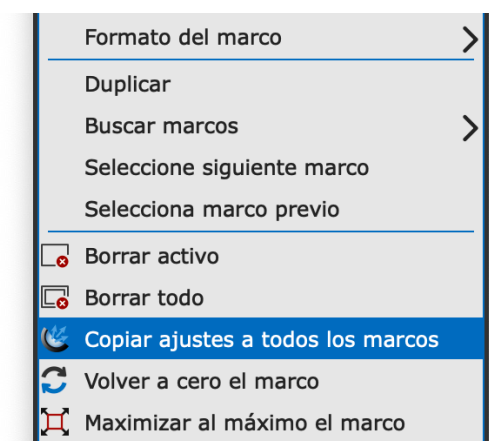 Formato del marco
Duplicar
Buscar marcos
Seleccione siguiente marco
Selecciona marco previo
Borrar activo
Borrar todo
Copiar ajustes a todos los marcos
Volver a cero el marco
Maximizar al máximo el marco